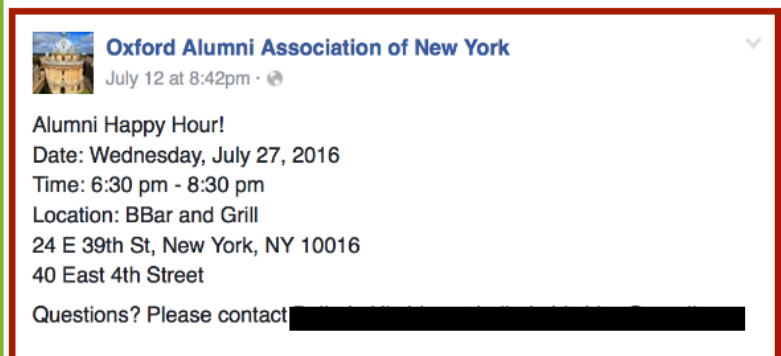 Oxford Alumni Association of New York
July 12 at 8:42pm ·
Alumni Happy Hour!
Date: Wednesday, July 27, 2016
Time: 6:30 pm - 8:30 pm
Location: BBar and Grill
24 E 39th St, New York, NY 10016
40 East 4th Street
Questions? Please contact